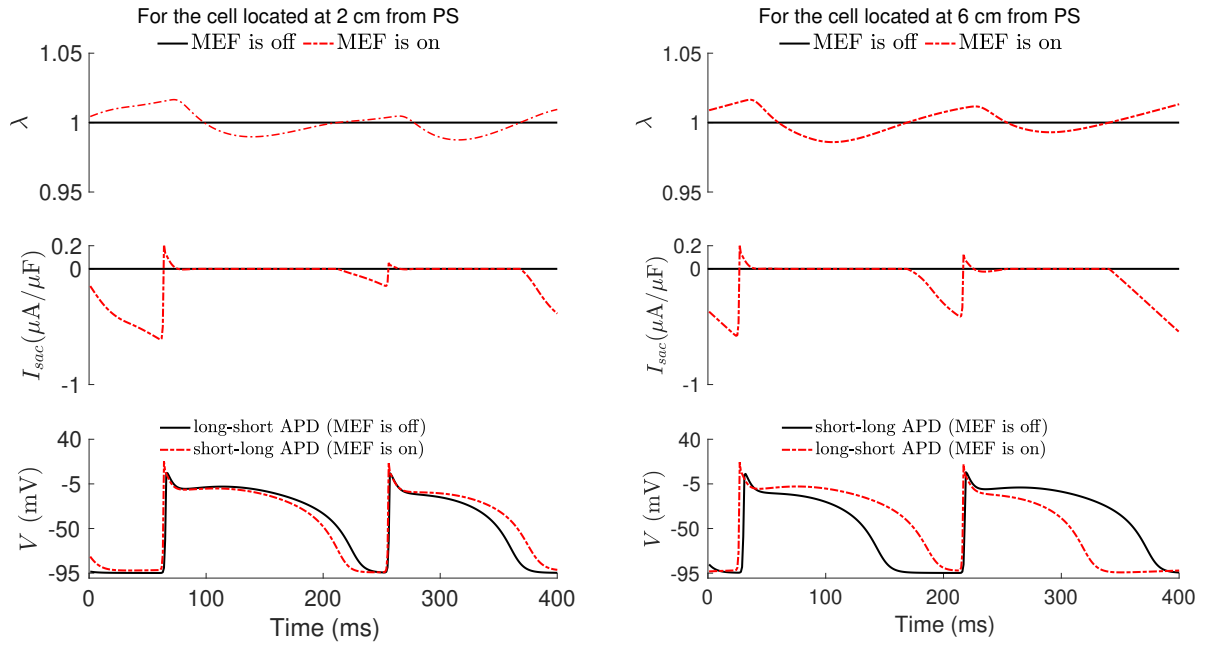 For the cell located at 2 cm from PS
MEF is off MEF is on
1.05
1
0.95
λ
0.2
0
-1
I_sac(μA/μF)
long-short APD (MEF is off)
short-long APD (MEF is on)
40
-5
-50
-95
V (mV)
0 100 200 300 400
Time (ms)
For the cell located at 6 cm from PS
MEF is off MEF is on
1.05
1
0.95
λ
0.2
0
-1
I_sac(μA/μF)
short-long APD (MEF is off)
long-short APD (MEF is on)
40
-5
-50
-95
V (mV)
0 100 200 300 400
Time (ms)